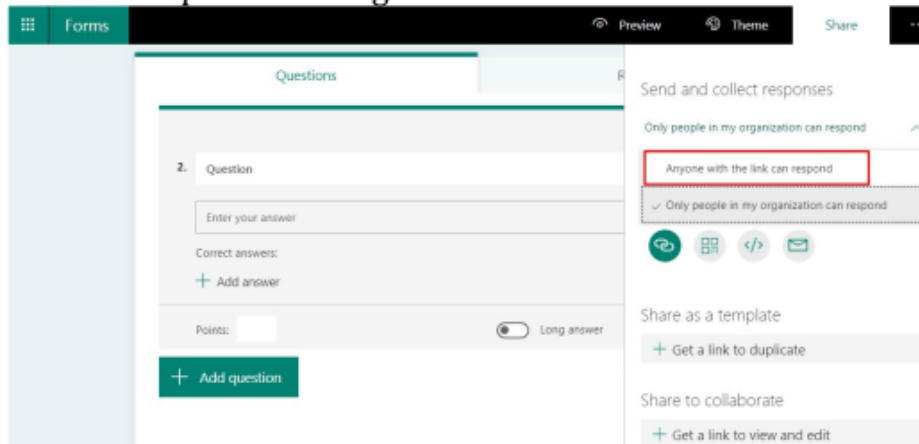 Forms
Preview
Theme
Share
Questions
R
Send and collect responses
Only people in my organization can respond
Anyone with the link can respond
Only people in my organization can respond
2. Question
Enter your answer
Correct answers:
+ Add answer
Points:
Long answer
+ Add question
Share as a template
+ Get a link to duplicate
Share to collaborate
+ Get a link to view and edit